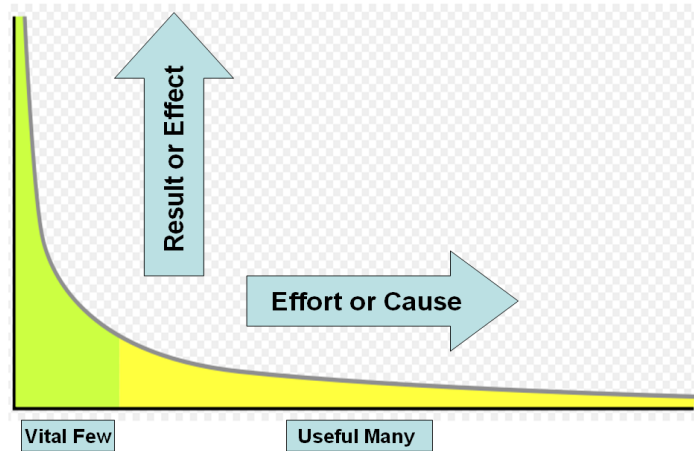 Result or Effect
Effort or Cause
Vital Few
Useful Many